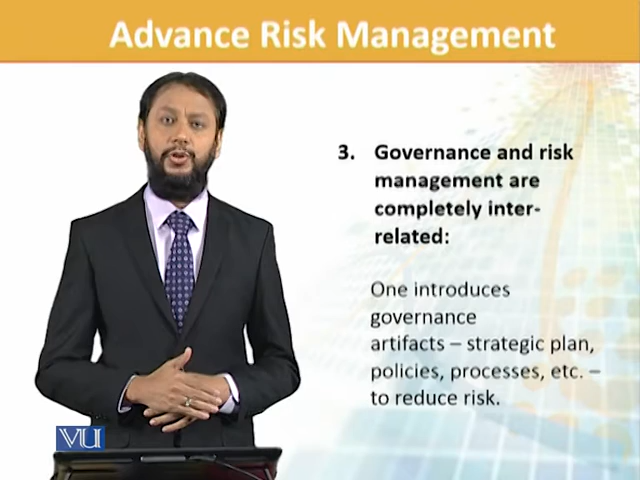 Advance Risk Management
3. Governance and risk
management are
completely inter-
related:
One introduces
governance
artifacts – strategic plan,
policies, processes, etc. –
to reduce risk.
VU